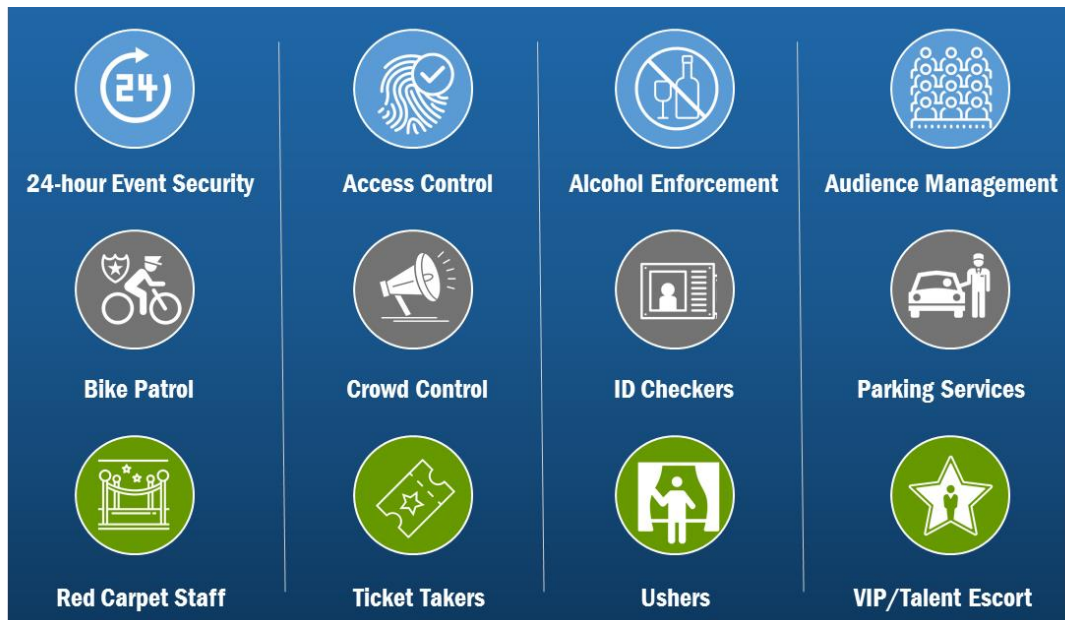 24
24-hour Event Security
Access Control
Alcohol Enforcement
Audience Management
Bike Patrol
Crowd Control
ID Checkers
Parking Services
Red Carpet Staff
Ticket Takers
Ushers
VIP/Talent Escort